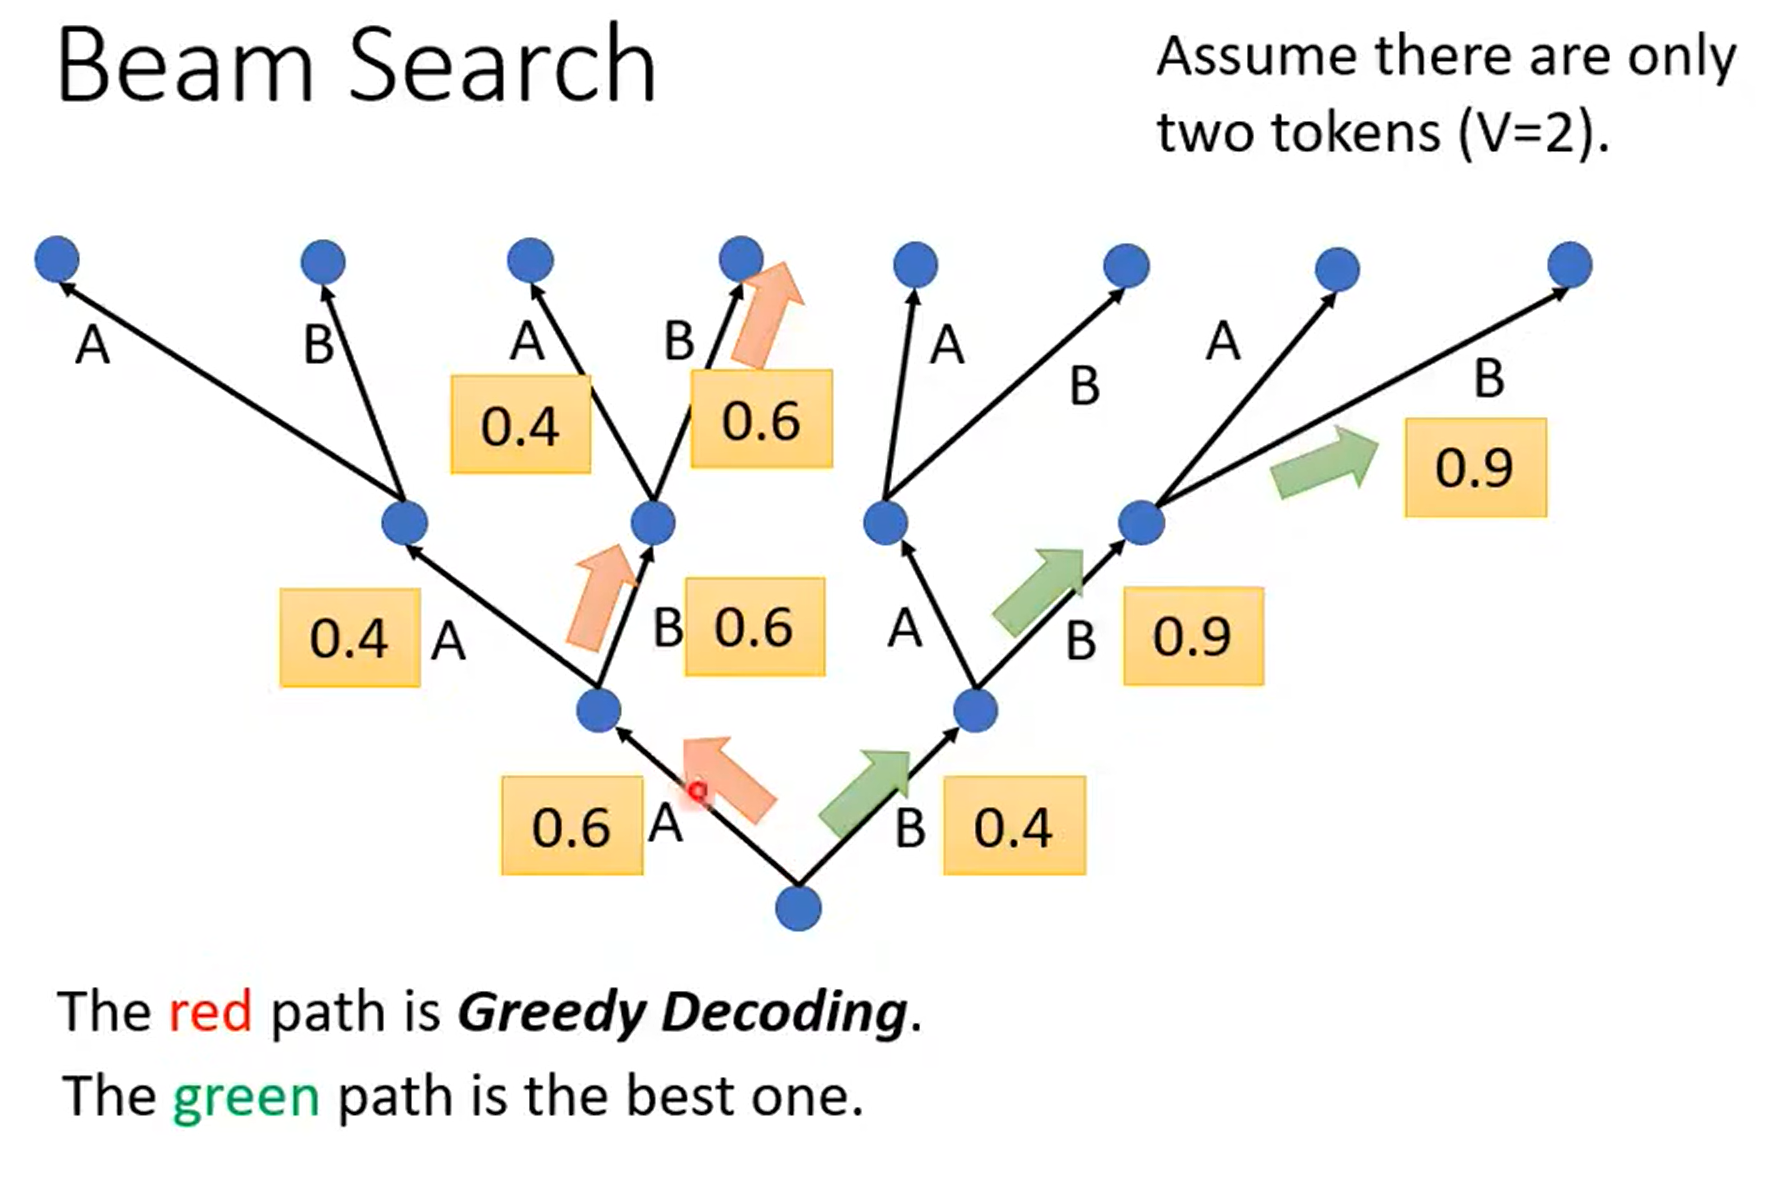 Beam Search
Assume there are only
two tokens (V=2).
A
B
A
B
A
B
A
B
0.4
0.6
0.9
0.4
A
B
0.6
A
B
0.9
0.6
A
B
0.4
The red path is Greedy Decoding.
The green path is the best one.